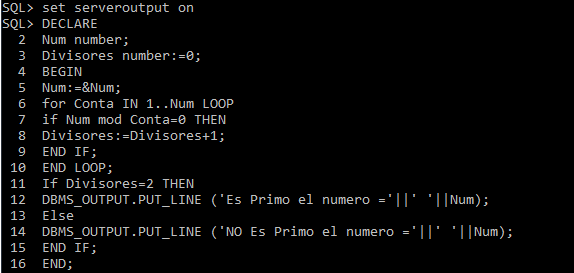 SQL> set serveroutput on
SQL> DECLARE
2 Num number;
3 Divisores number:=0;
4 BEGIN
5 Num:=&Num;
6 for Conta IN 1..Num LOOP
7 if Num mod Conta=0 THEN
8 Divisores:=Divisores+1;
9 END IF;
10 END LOOP;
11 If Divisores=2 THEN
12 DBMS_OUTPUT.PUT_LINE ('Es Primo el numero ='||' '||Num);
13 Else
14 DBMS_OUTPUT.PUT_LINE ('NO Es Primo el numero ='||' '||Num);
15 END IF;
16 END;